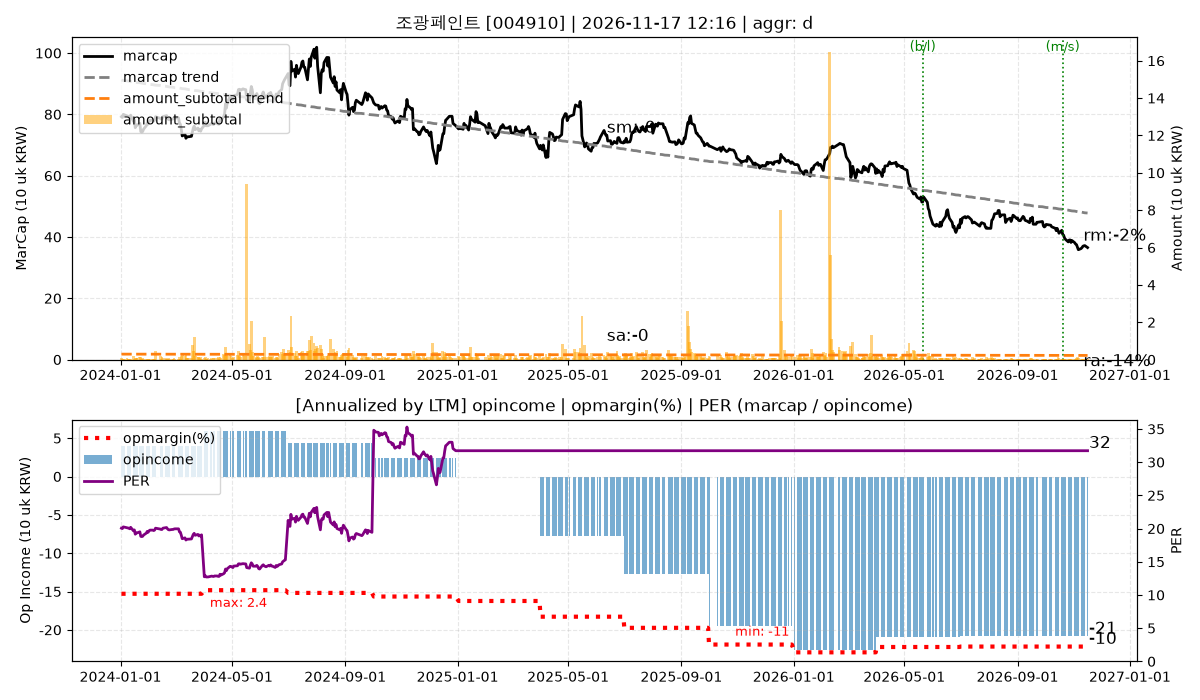 조광페인트 [004910] | 2026-11-17 12:16 | aggr: d
MarCap (10 uk KRW)
100
80
60
40
20
0
marcap
marcap trend
amount_subtotal trend
amount_subtotal
(b/l)
(m/s)
sa:-0
rm:-2%
ra:-14%
16
14
12
10
8
6
4
2
0
Amount (10 uk KRW)
2024-01-01
2024-05-01
2024-09-01
2025-01-01
2025-05-01
2025-09-01
2026-01-01
2026-05-01
2026-09-01
2027-01-01
[Annualized by LTM] opincome | opmargin(%) | PER (marcap / opincome)
Op Income (10 uk KRW)
5
0
-5
-10
-15
-20
opmargin(%)
opincome
PER
max: 2.4
min: -11
32
-21
-10
35
30
25
20
15
10
5
0
PER
2024-01-01
2024-05-01
2024-09-01
2025-01-01
2025-05-01
2025-09-01
2026-01-01
2026-05-01
2026-09-01
2027-01-01